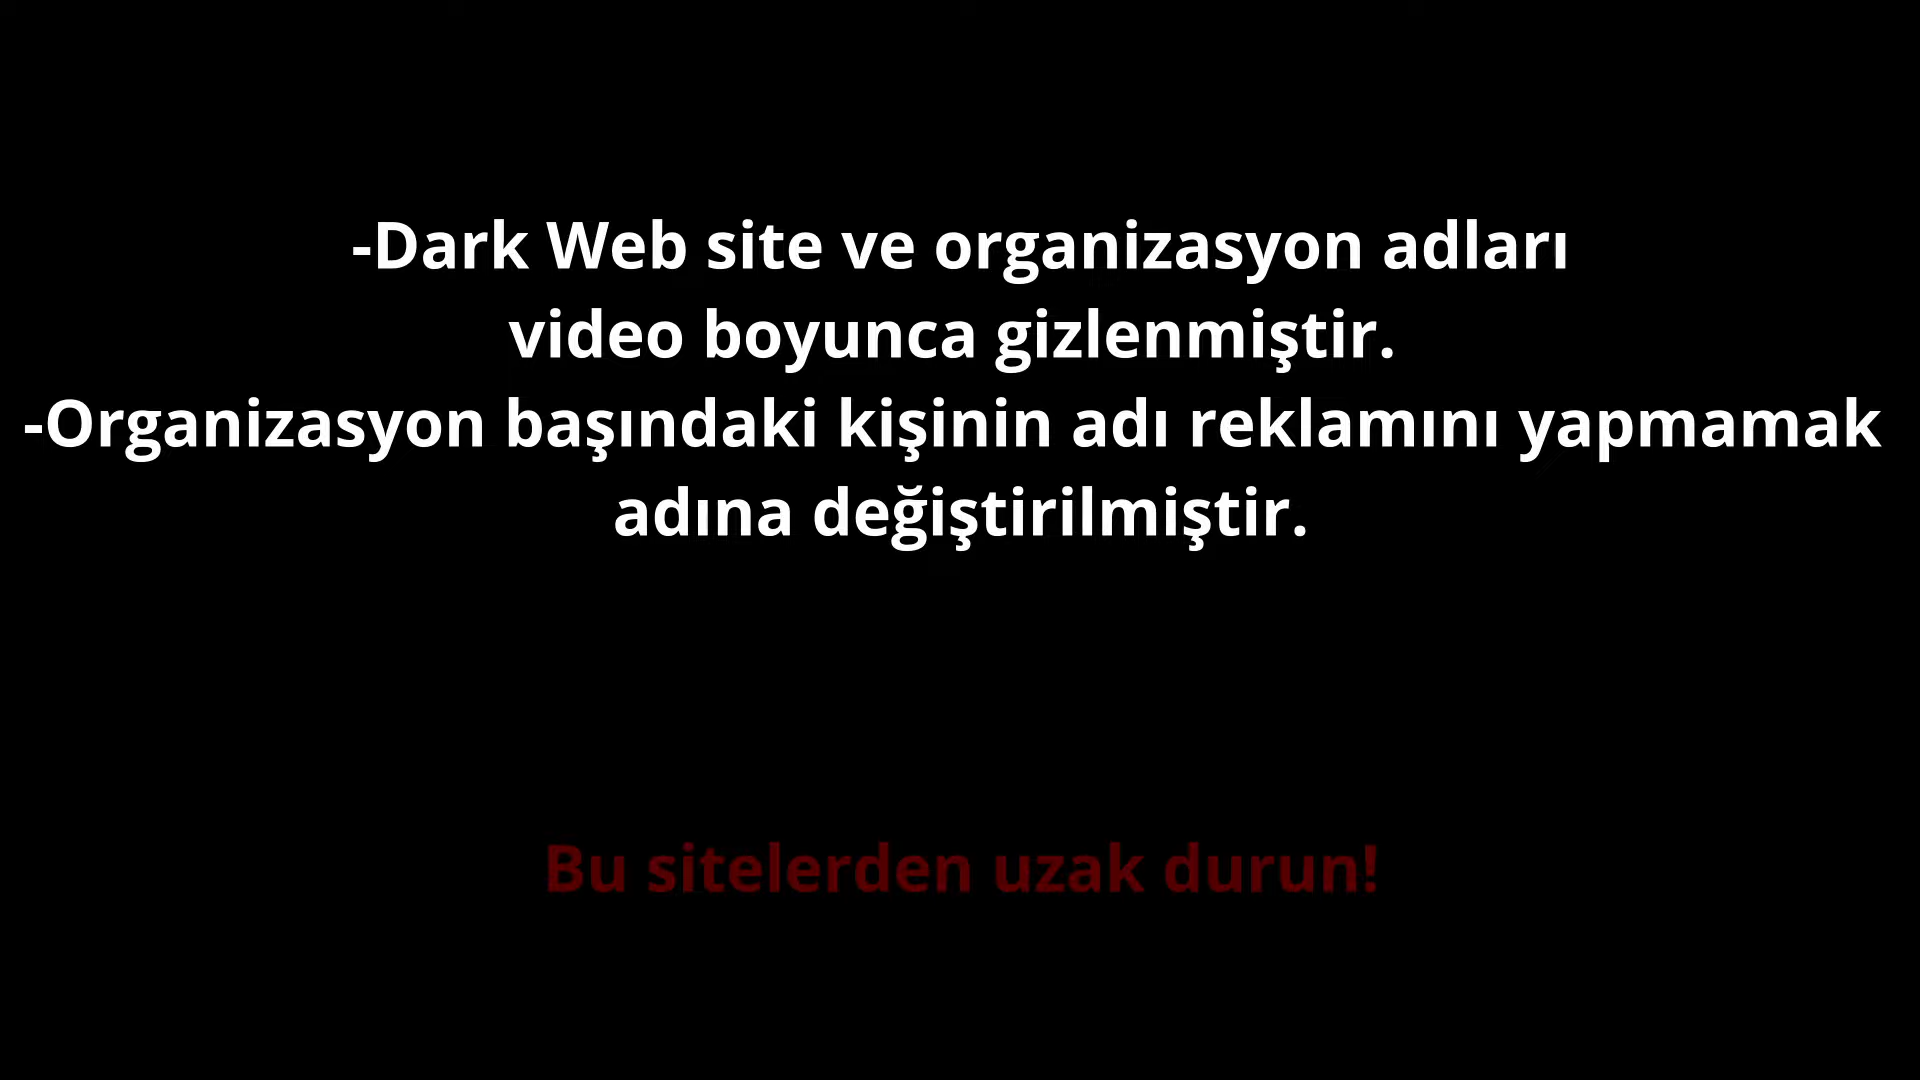 -Dark Web site ve organizasyon adları
video boyunca gizlenmiştir.
-Organizasyon başındaki kişinin adı reklamını yapmamak
adına değiştirilmiştir.
Bu sitelerden uzak durun!